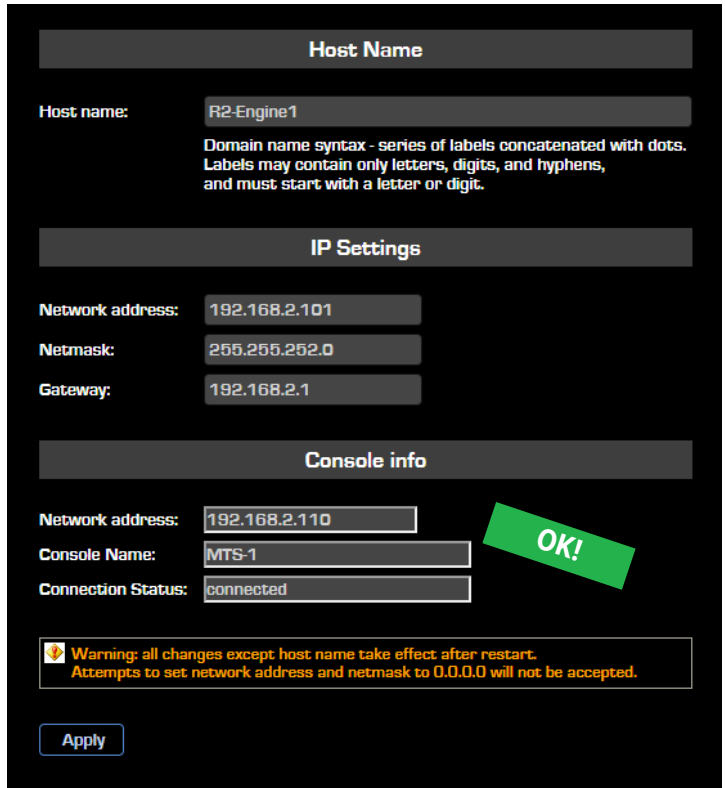 Host Name
Host name: R2-Engine1
Domain name syntax - series of labels concatenated with dots.
Labels may contain only letters, digits, and hyphens,
and must start with a letter or digit.
IP Settings
Network address: 192.168.2.101
Netmask: 255.255.252.0
Gateway: 192.168.2.1
Console info
Network address: 192.168.2.110
Console Name: MTS-1
OK!
Connection Status: connected
Warning: all changes except host name take effect after restart.
Attempts to set network address and netmask to 0.0.0.0 will not be accepted.
Apply